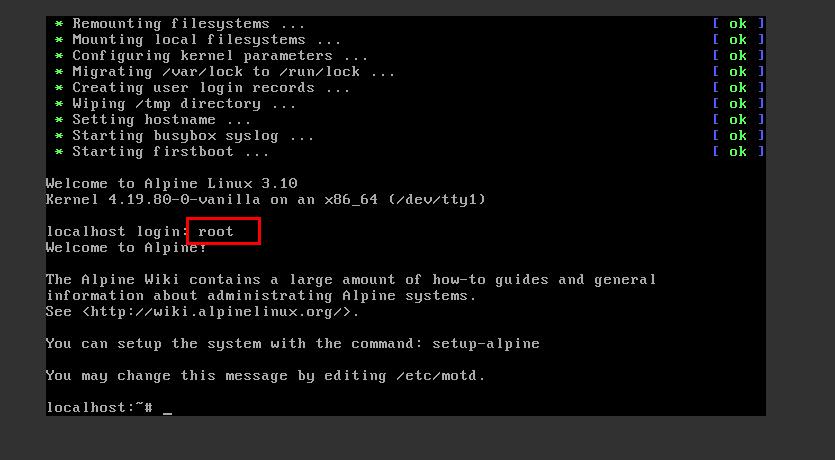 * Remounting filesystems ... [ ok ]
* Mounting local filesystems ... [ ok ]
* Configuring kernel parameters ... [ ok ]
* Migrating /var/lock to /run/lock ... [ ok ]
* Creating user login records ... [ ok ]
* Wiping /tmp directory ... [ ok ]
* Setting hostname ... [ ok ]
* Starting busybox syslog ... [ ok ]
* Starting firstboot ... [ ok ]
Welcome to Alpine Linux 3.10
Kernel 4.19.80-0-vanilla on an x86_64 (/dev/tty1)
localhost login: root
Welcome to Alpine!
The Alpine Wiki contains a large amount of how-to guides and general
information about administrating Alpine systems.
See <http://wiki.alpinelinux.org/>.
You can setup the system with the command: setup-alpine
You may change this message by editing /etc/motd.
localhost:~# _